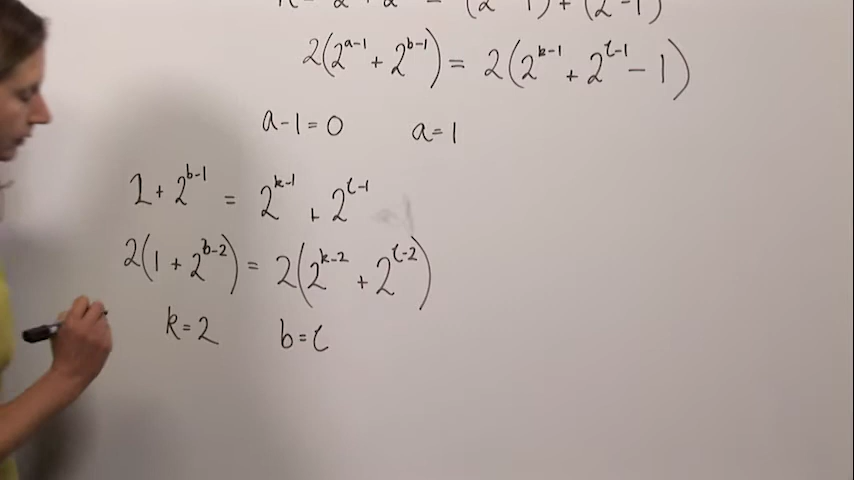 2(2^{a-1} + 2^{b-1}) = 2(2^{k-1} + 2^{l-1} - 1)
a-1=0 a=1
2 + 2^{b-1} = 2^{k-1} + 2^{l-1}
2(1 + 2^{b-2}) = 2(2^{k-2} + 2^{l-2})
k=2 b=l